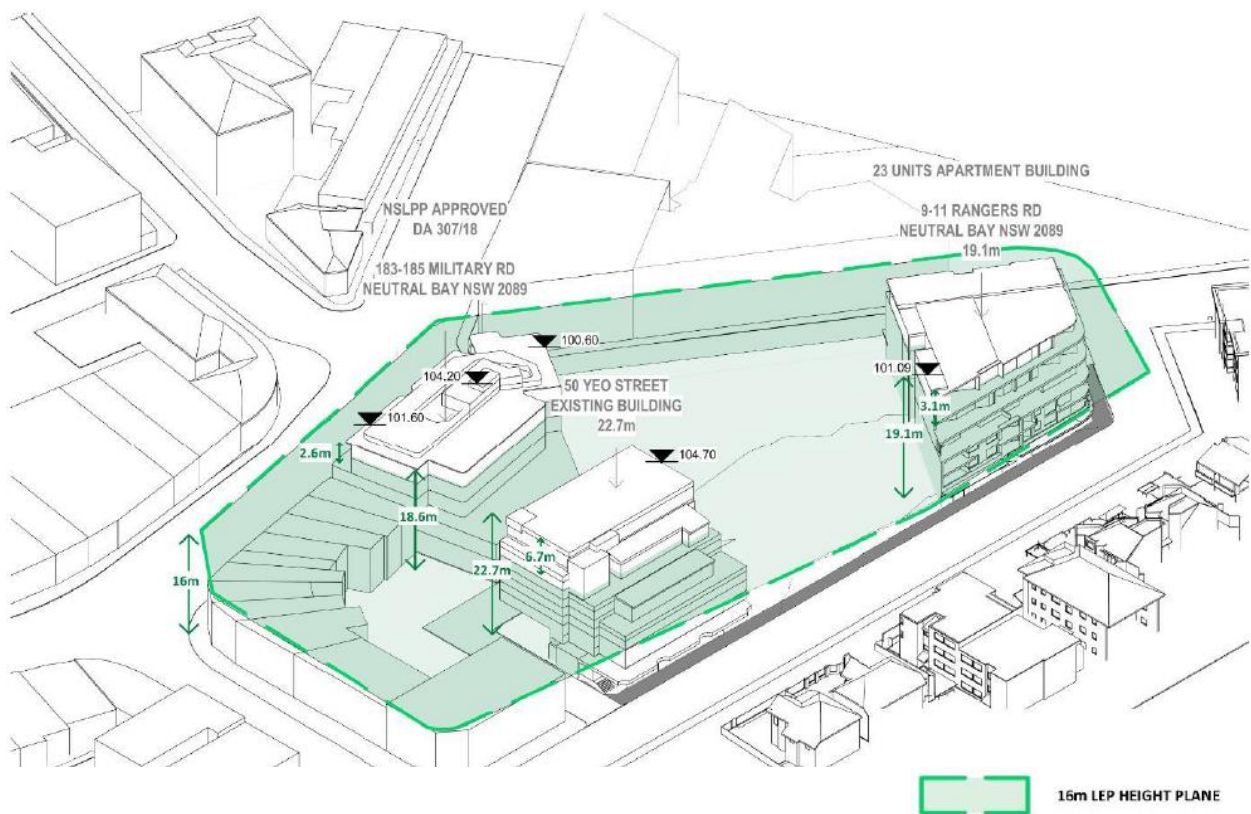 23 UNITS APARTMENT BUILDING
9-11 RANGERS RD
NEUTRAL BAY NSW 2089
19.1m
NSLPP APPROVED
DA 307/18
183-185 MILITARY RD
NEUTRAL BAY NSW 2089
100.60
104.20
101.60
50 YEO STREET
EXISTING BUILDING
22.7m
101.09
3.1m
19.1m
2.6m
104.70
18.6m
6.7m
22.7m
16m
16m LEP HEIGHT PLANE